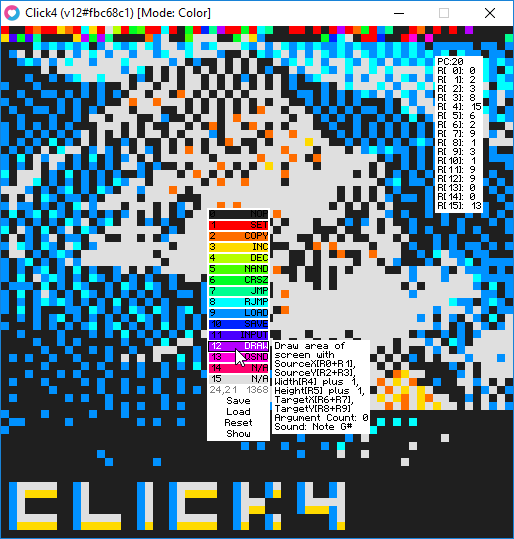 Click4 (v12#fbc68c1) [Mode: Color]
PC:20
R[ 0]: 0
R[ 1]: 2
R[ 2]: 3
R[ 3]: 8
R[ 4]: 15
R[ 5]: 6
R[ 6]: 2
R[ 7]: 9
R[ 8]: 1
R[ 9]: 3
R[10]: 1
R[11]: 9
R[12]: 9
R[13]: 0
R[14]: 0
R[15]: 13
0 NOP
1 SET
2 COPY
3 INC
4 DEC
5 NAND
6 CRSZ
7 JMP
8 RJMP
9 LOAD
10 SAVE
11 INPUT
12 DRAW
13 QSND
14 N/A
15 N/A
24,21 1368
Save
Load
Reset
Show
Draw area of
screen with
SourceX[R0+R1],
SourceY[R2+R3],
Width[R4] plus 1,
Height[R5] plus 1,
TargetX[R6+R7],
TargetY[R8+R9]
Argument Count: 0
Sound: Note G#
CLICK4